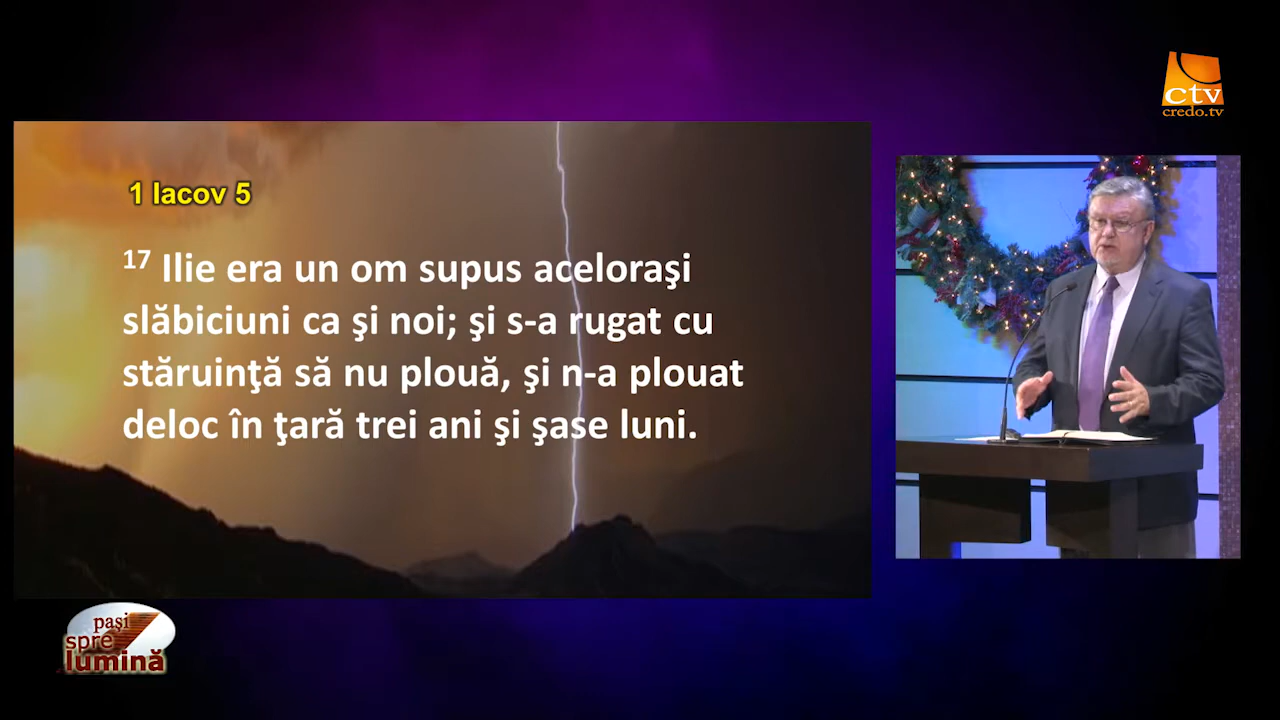 ctv
credo.tv
1 Iacov 5
17 Ilie era un om supus aceloraşi
slăbiciuni ca şi noi; şi s-a rugat cu
stăruinţă să nu plouă, şi n-a plouat
deloc în ţară trei ani şi şase luni.
paşi
spre
lumină